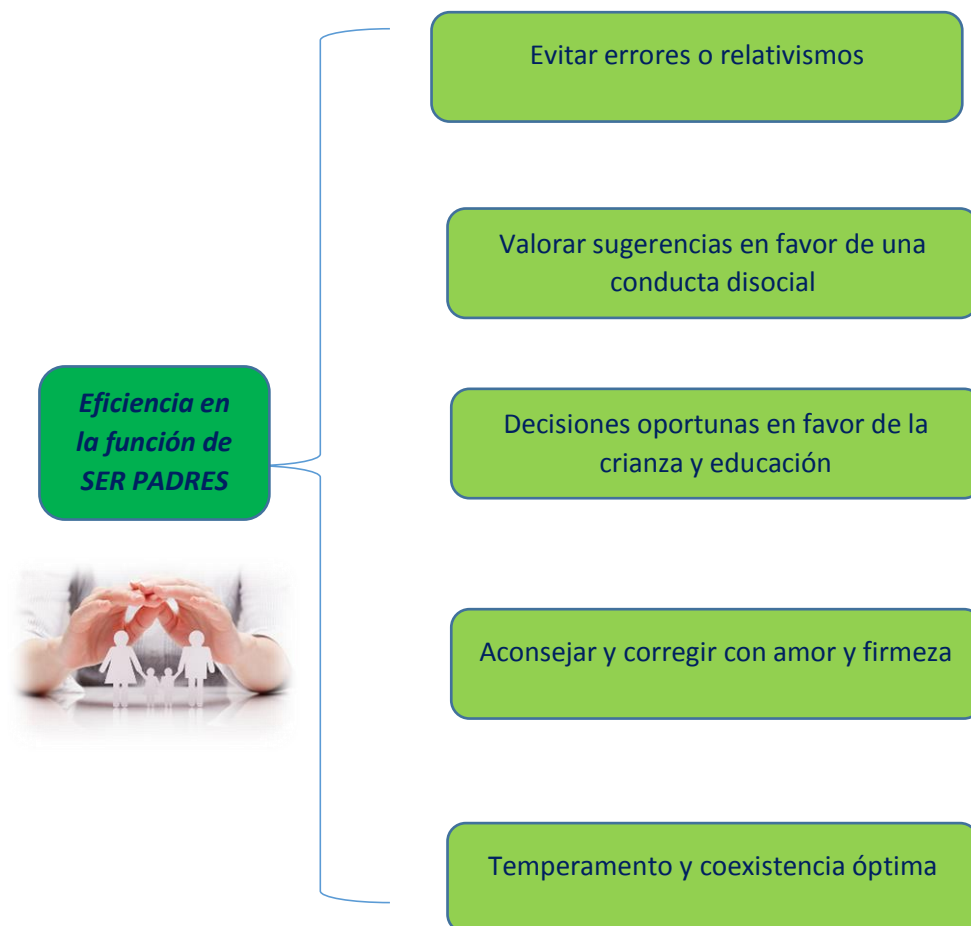 Evitar errores o relativismos
Valorar sugerencias en favor de una
conducta disocial
Eficiencia en
la función de
SER PADRES
Decisiones oportunas en favor de la
crianza y educación
Aconsejar y corregir con amor y firmeza
Temperamento y coexistencia óptima